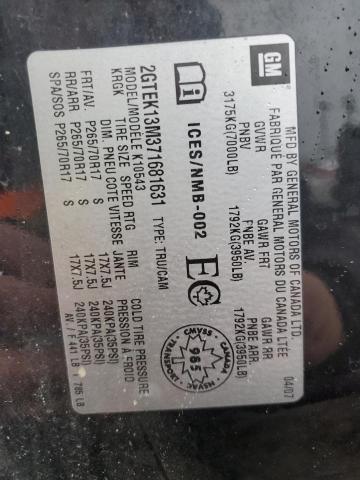 GM
MFD BY GENERAL MOTORS OF CANADA LTD
FABRIQUÉ PAR GENERAL MOTORS DU CANADA LTÉE
04/07
GVWR GAWR FRT GAWR RR
PNBV PNBE AV. PNBE ARR.
3175KG(7000LB) 1792KG(3950LB) 1792KG(3950LB)
ICES/NMB-002
CMVSS
CANADA
985
NSVAC
TRANSPORT
2GTEK13M371681631 TYPE: TRU/CAM
MODEL/MODELE K10543
KRGK
TIRE SIZE SPEED RTG RIM COLD TIRE PRESSURE
DIM. PNEU COTE VITESSE JANTE PRESSION À FROID
FRT/AV. P265/70R17 S 17X7.5J 240KPA(35PSI)
RR/ARR P265/70R17 S 17X7.5J 240KPA(35PSI)
SPA/SOS P265/70R17 S 17X7.5J 240KPA(35PSI)